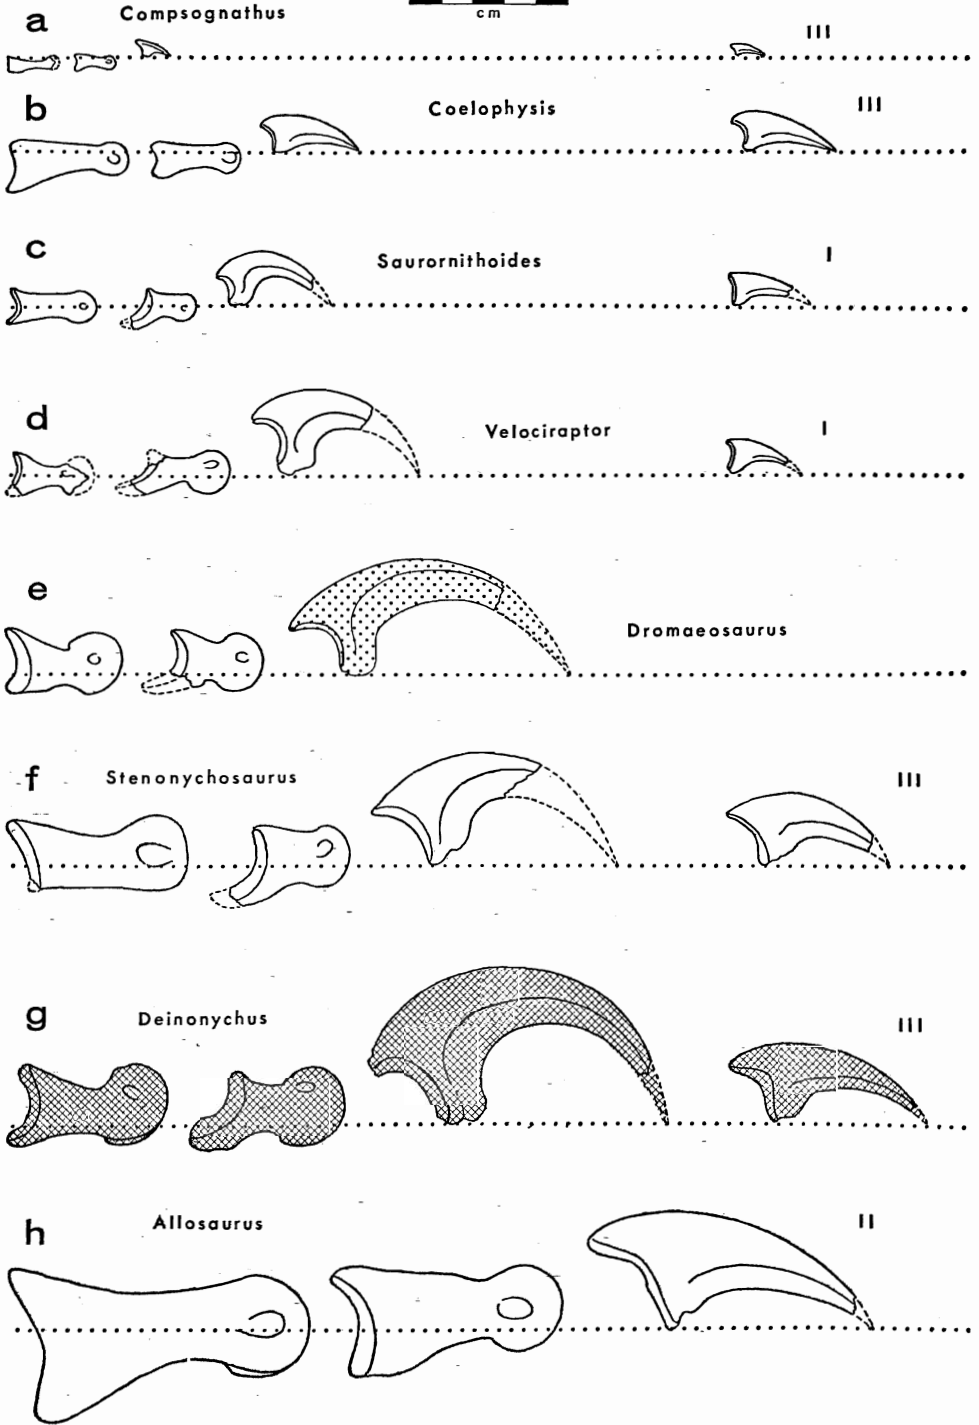 a Compsognathus III
cm
b Coelophysis III
c Saurornithoides I
d Velociraptor I
e Dromaeosaurus
f Stenonychosaurus III
g Deinonychus III
h Allosaurus II